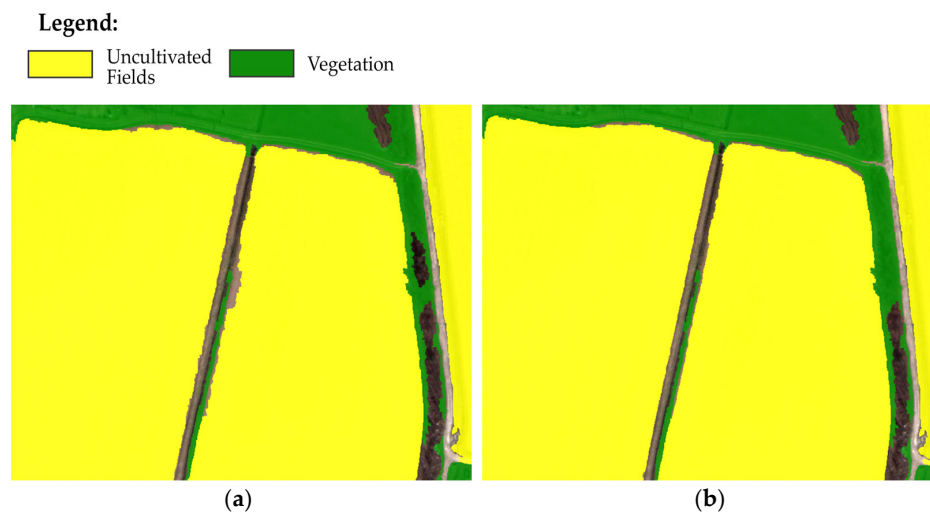 Legend:
Uncultivated
Fields
Vegetation
(a)
(b)